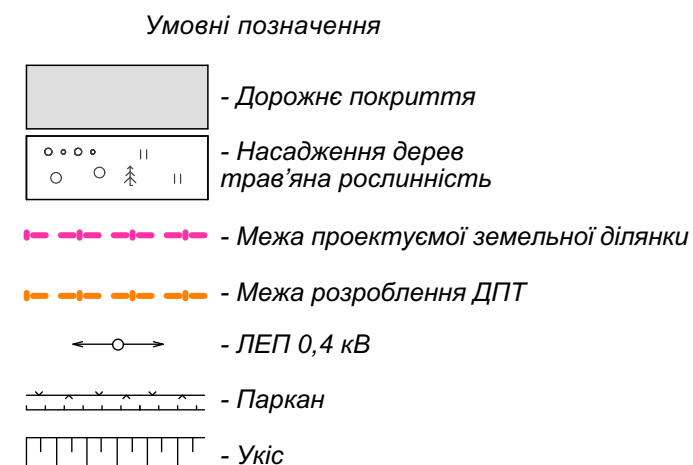 Умовні позначення
- Дорожнє покриття
- Насадження дерев
трав’яна рослинність
- Межа проектуємої земельної ділянки
- Межа розроблення ДПТ
- ЛЕП 0,4 кВ
- Паркан
- Укіс